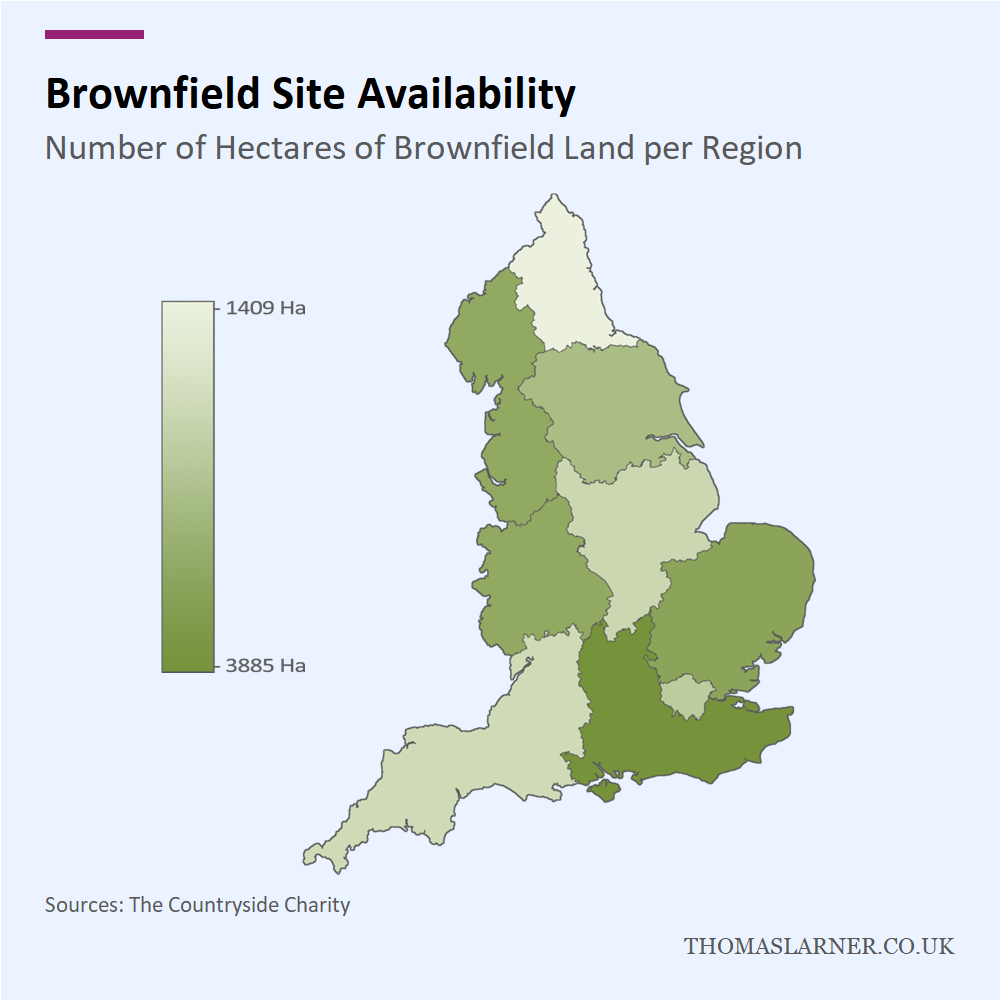 Brownfield Site Availability
Number of Hectares of Brownfield Land per Region
1409 Ha
3885 Ha
Sources: The Countryside Charity
THOMASLARNER.CO.UK